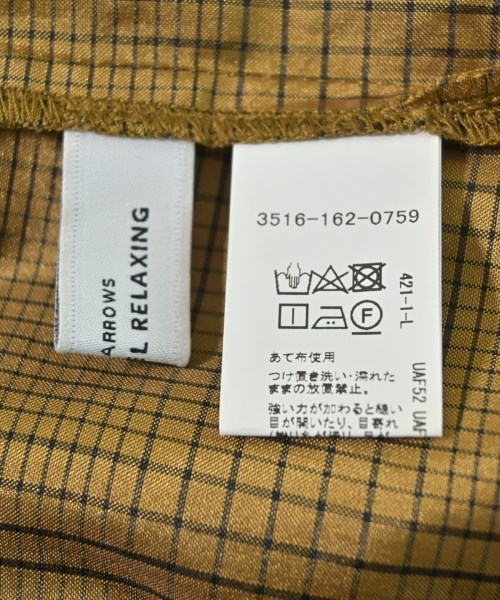 ARROWS
L RELAXING
3516-162-0759
421-1-L
F
あて布使用
つけ置き洗い・濡れた
ままの放置禁止。
強い力が加わると縫い
目が開いたり、目寄れ
UAF52 UAF